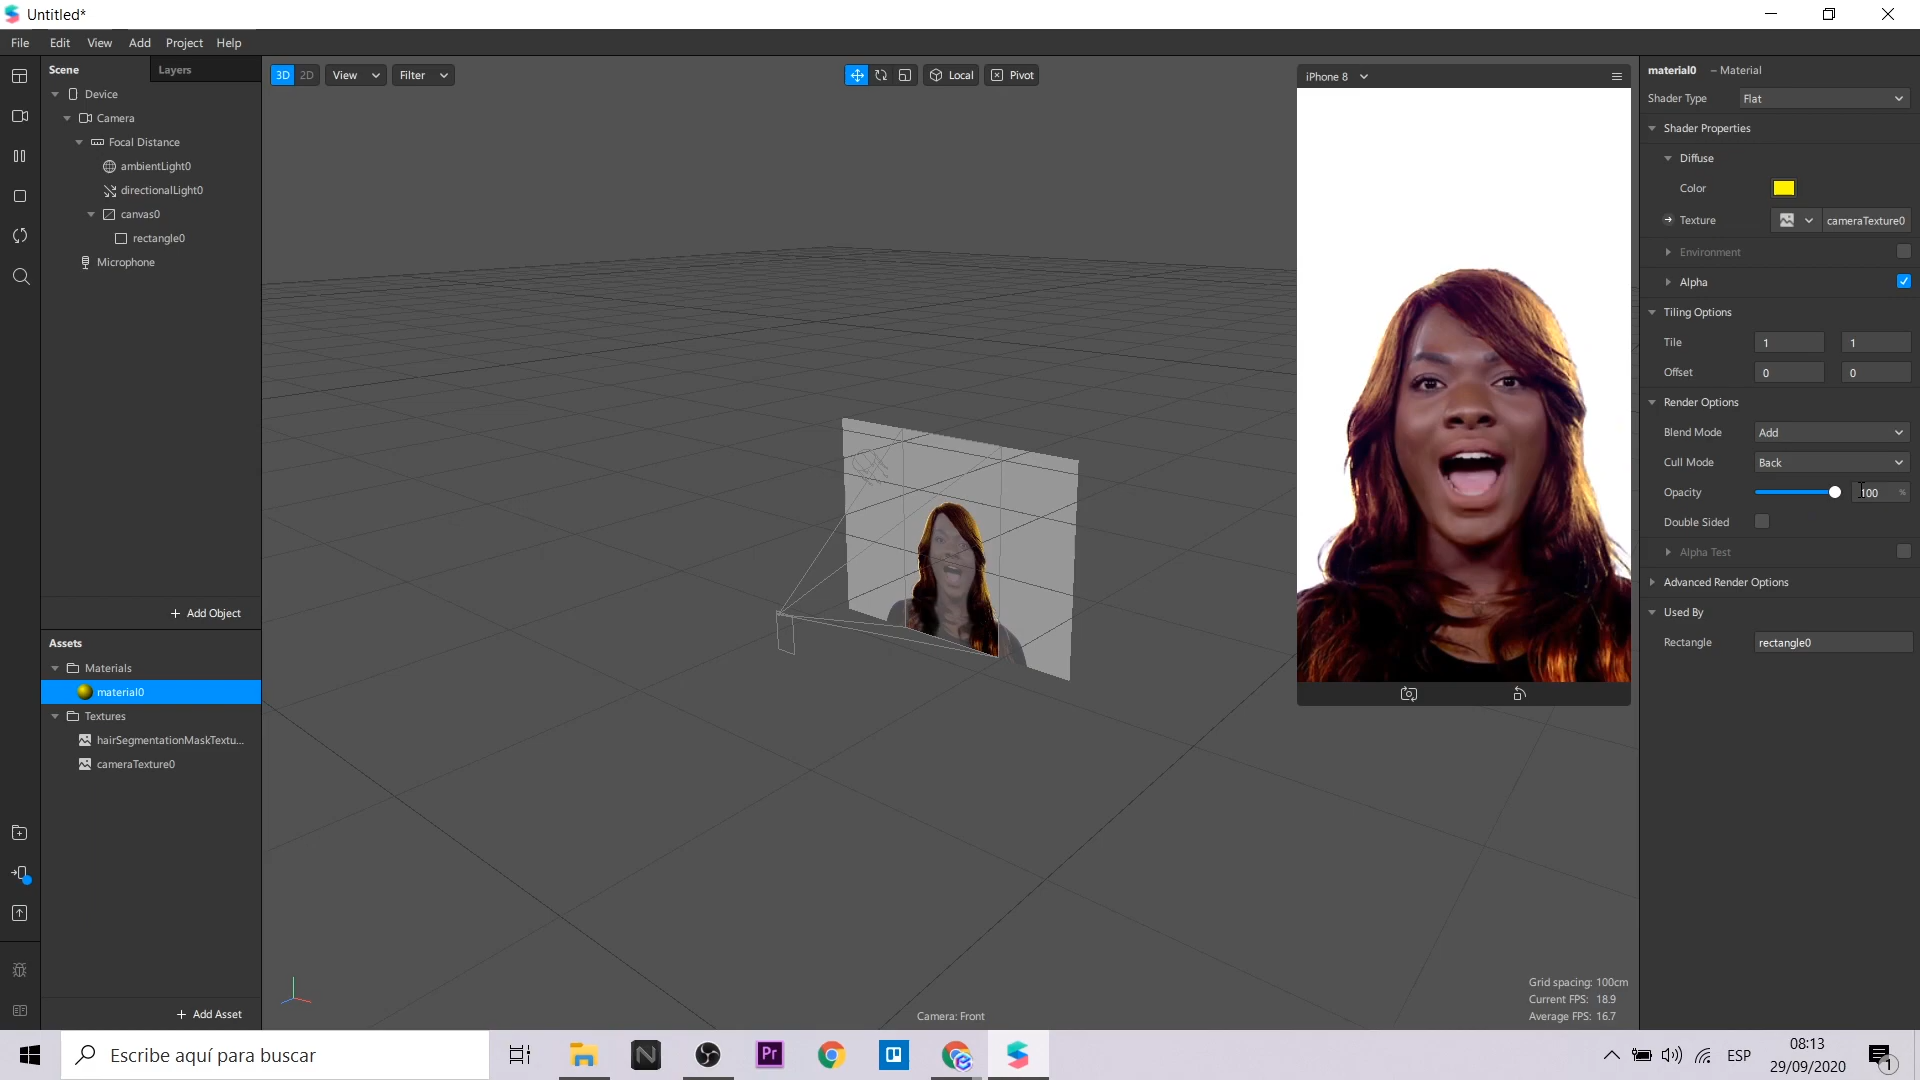 Untitled*
File Edit View Add Project Help
Scene Layers
Device
Camera
Focal Distance
ambientLight0
directionalLight0
canvas0
rectangle0
Microphone
+ Add Object
Assets
Materials
material0
Textures
hairSegmentationMaskTextu...
cameraTexture0
+ Add Asset
3D 2D View Filter
Local Pivot
iPhone 8
Camera: Front
Grid spacing: 100cm
Current FPS: 18.9
Average FPS: 16.7
material0 – Material
Shader Type Flat
Shader Properties
Diffuse
Color
Texture cameraTexture0
Environment
Alpha
Tiling Options
Tile 1 1
Offset 0 0
Render Options
Blend Mode Add
Cull Mode Back
Opacity 100 %
Double Sided
Alpha Test
Advanced Render Options
Used By
Rectangle rectangle0
Escribe aquí para buscar
N
Pr
ESP
08:13
29/09/2020
1